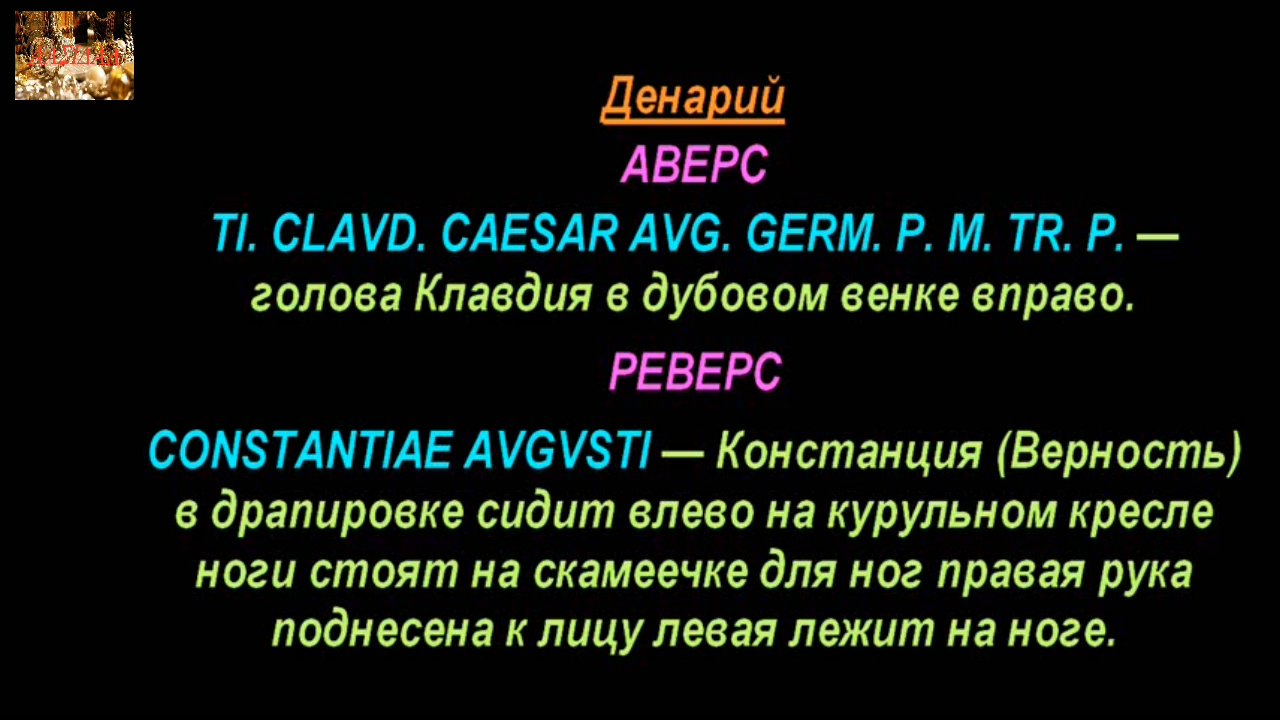 Денарий
АВЕРС
TI. CLAVD. CAESAR AVG. GERM. P. M. TR. P. —
голова Клавдия в дубовом венке вправо.
РЕВЕРС
CONSTANTIAE AVGVSTI — Констанция (Верность)
в драпировке сидит влево на курульном кресле
ноги стоят на скамеечке для ног правая рука
поднесена к лицу левая лежит на ноге.